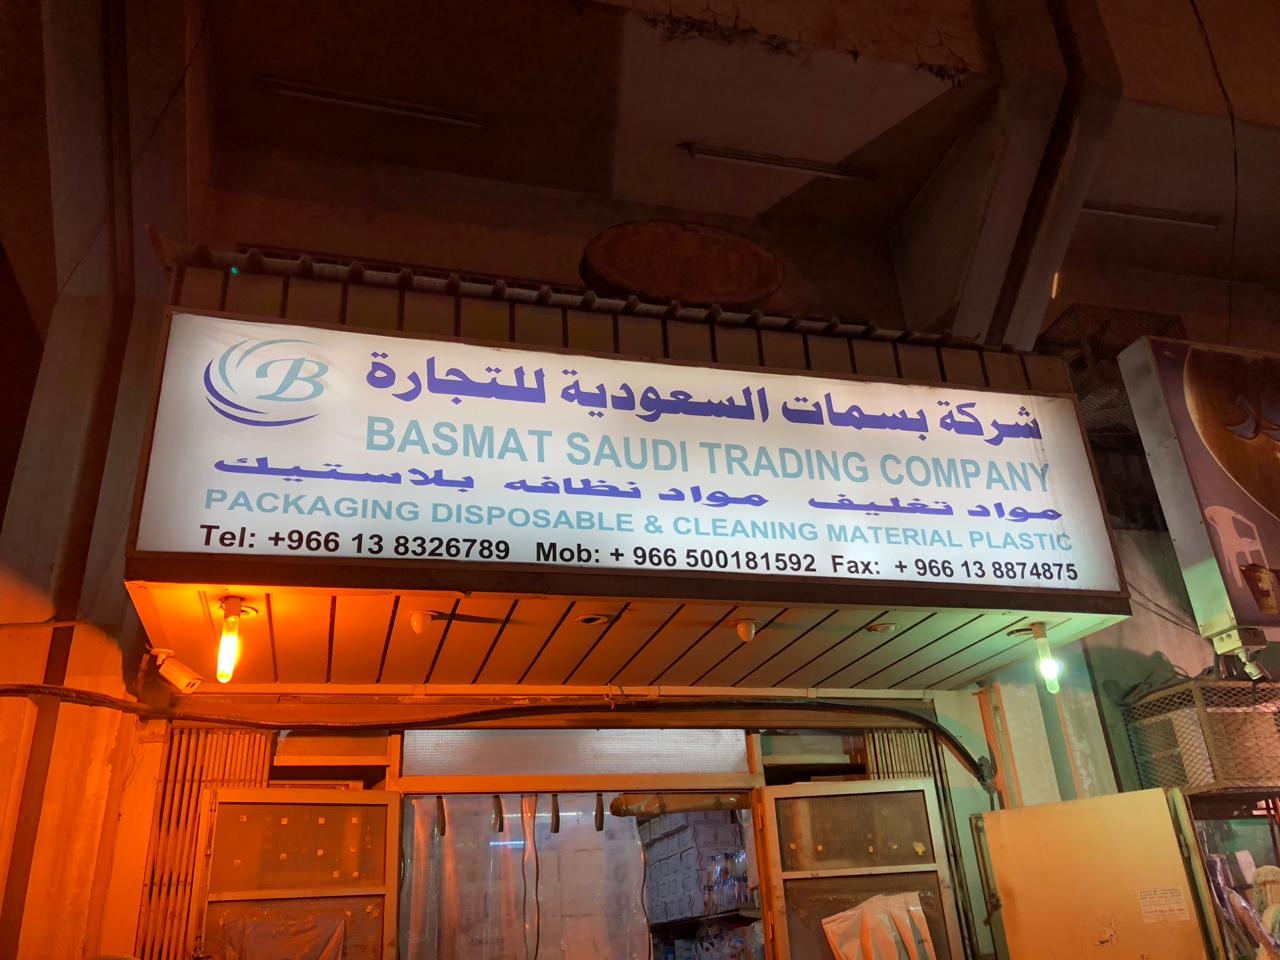 B
شركة بسمات السعودية للتجارة
BASMAT SAUDI TRADING COMPANY
مواد تغليف مواد نظافه بلاستيك
PACKAGING DISPOSABLE & CLEANING MATERIAL PLASTIC
Tel: +966 13 8326789 Mob: + 966 500181592 Fax: + 966 13 8874875